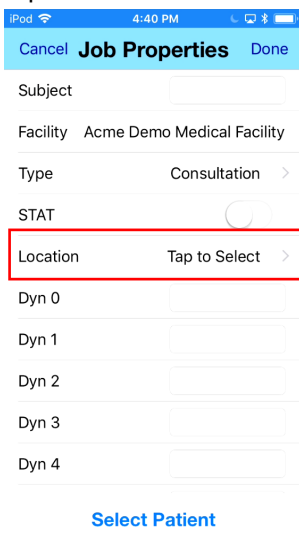 iPod 4:40 PM
Cancel Job Properties Done
Subject
Facility Acme Demo Medical Facility
Type Consultation
STAT
Location Tap to Select
Dyn 0
Dyn 1
Dyn 2
Dyn 3
Dyn 4
Select Patient